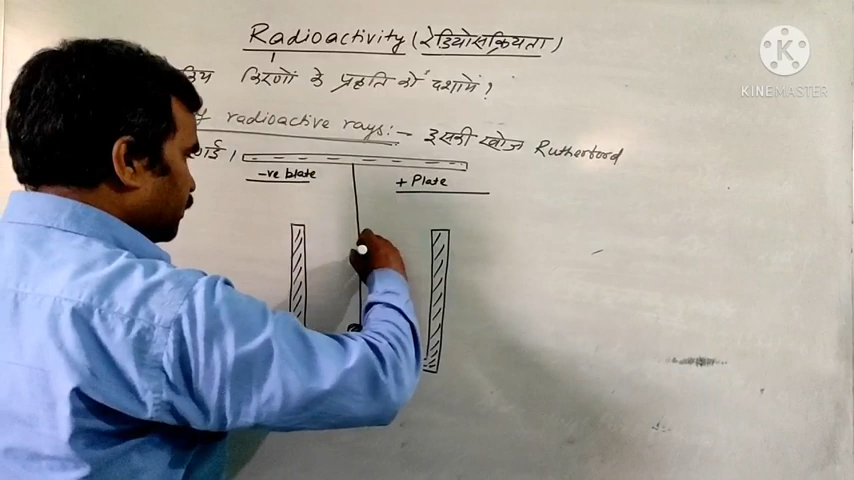 Radioactivity (रेडियोसक्रियता)
किरणों के प्रकृति को दर्शायें?
radioactive rays:- इसकी खोज Rutherford
-ve plate
+ Plate
K
KINEMASTER